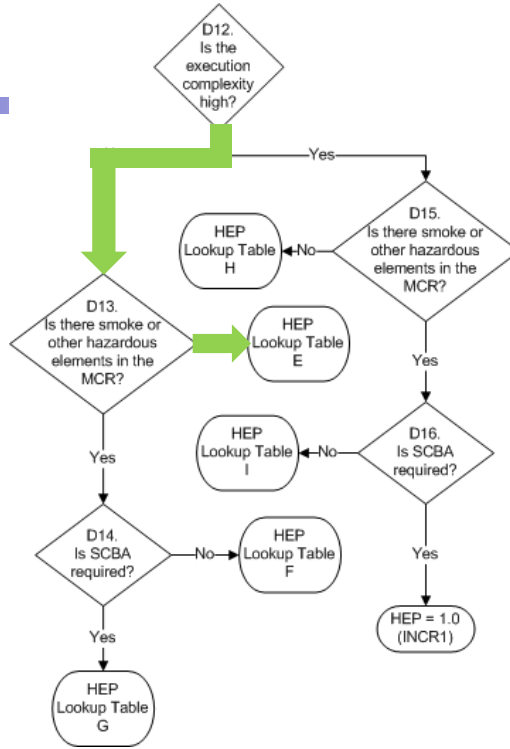 D12.
Is the
execution
complexity
high?
Yes
D15.
Is there smoke or
other hazardous
elements in the
MCR?
No
HEP
Lookup Table
H
D13.
Is there smoke or
other hazardous
elements in the
MCR?
HEP
Lookup Table
E
Yes
D16.
Is SCBA
required?
No
HEP
Lookup Table
I
Yes
D14.
Is SCBA
required?
No
HEP
Lookup Table
F
Yes
HEP = 1.0
(INCR1)
Yes
HEP
Lookup Table
G